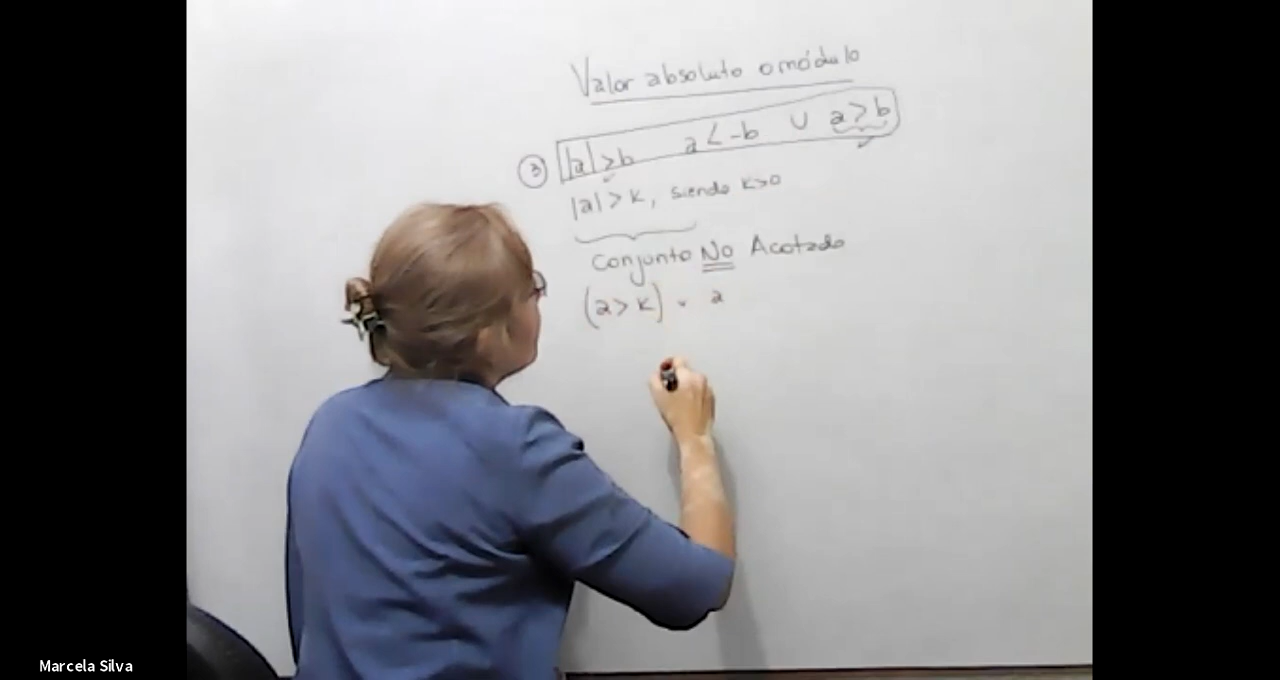 Valor absoluto o módulo
③ |a| > b a < -b ∪ a > b
|a| > k, siendo k>0
Conjunto No Acotado
(a > k) ∨ a
Marcela Silva